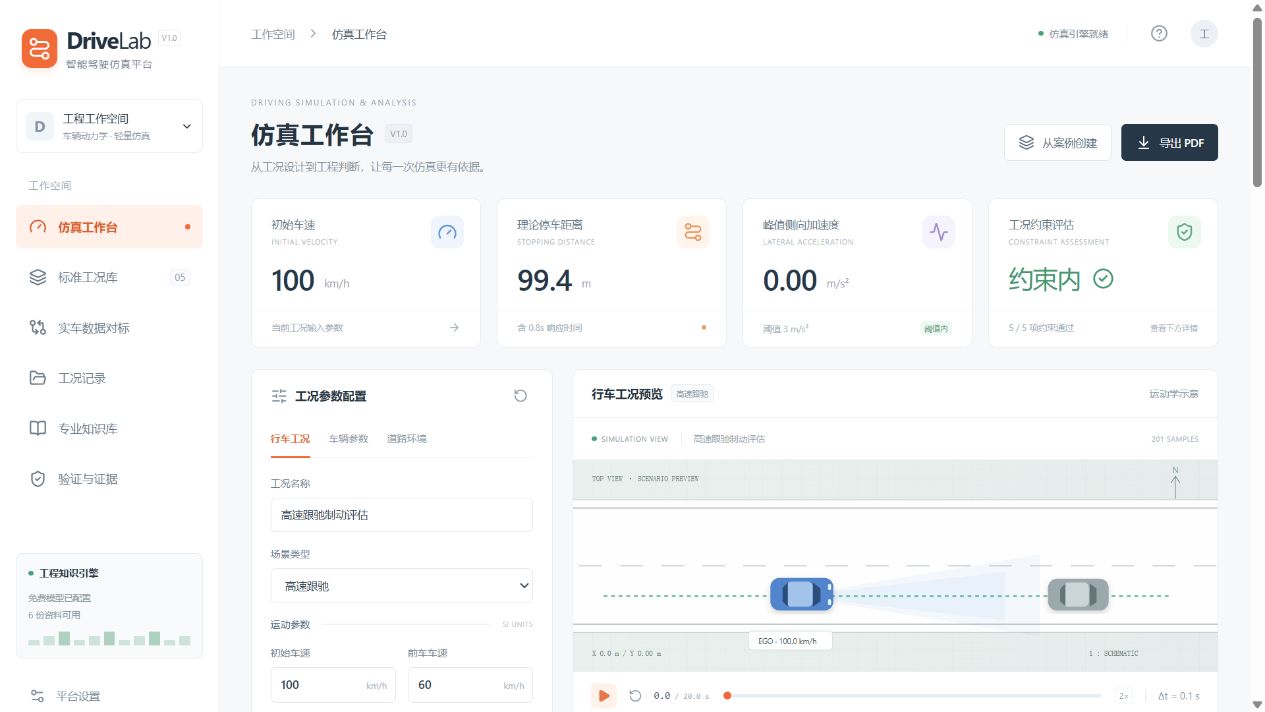 DriveLab V1.0
智能驾驶仿真平台
D
工程工作空间
车辆动力学 · 轻量仿真
工作空间
仿真工作台
标准工况库 05
实车数据对标
工况记录
专业知识库
验证与证据
工程知识引擎
免费模型已配置
6 份资料可用
平台设置
工作空间 > 仿真工作台
仿真引擎就绪
工
DRIVING SIMULATION & ANALYSIS
仿真工作台 V1.0
从工况设计到工程判断，让每一次仿真更有依据。
从案例创建
导出 PDF
初始车速
INITIAL VELOCITY
100 km/h
当前工况输入参数
理论停车距离
STOPPING DISTANCE
99.4 m
含 0.8s 响应时间
峰值侧向加速度
LATERAL ACCELERATION
0.00 m/s²
阈值 3 m/s² 阈值内
工况约束评估
CONSTRAINT ASSESSMENT
约束内
5 / 5 项约束通过 查看下方详情
工况参数配置
行车工况 车辆参数 道路环境
工况名称
高速跟驰制动评估
场景类型
高速跟驰
运动参数 SI UNITS
初始车速 前车车速
100 km/h 60 km/h
行车工况预览 高速跟驰 运动学示意
SIMULATION VIEW 高速跟驰制动评估 201 SAMPLES
TOP VIEW · SCENARIO PREVIEW
N
EGO · 100.0 km/h
X 0.0 m / Y 0.00 m 1 : SCHEMATIC
0.0 / 20.0 s 2× Δt = 0.1 s